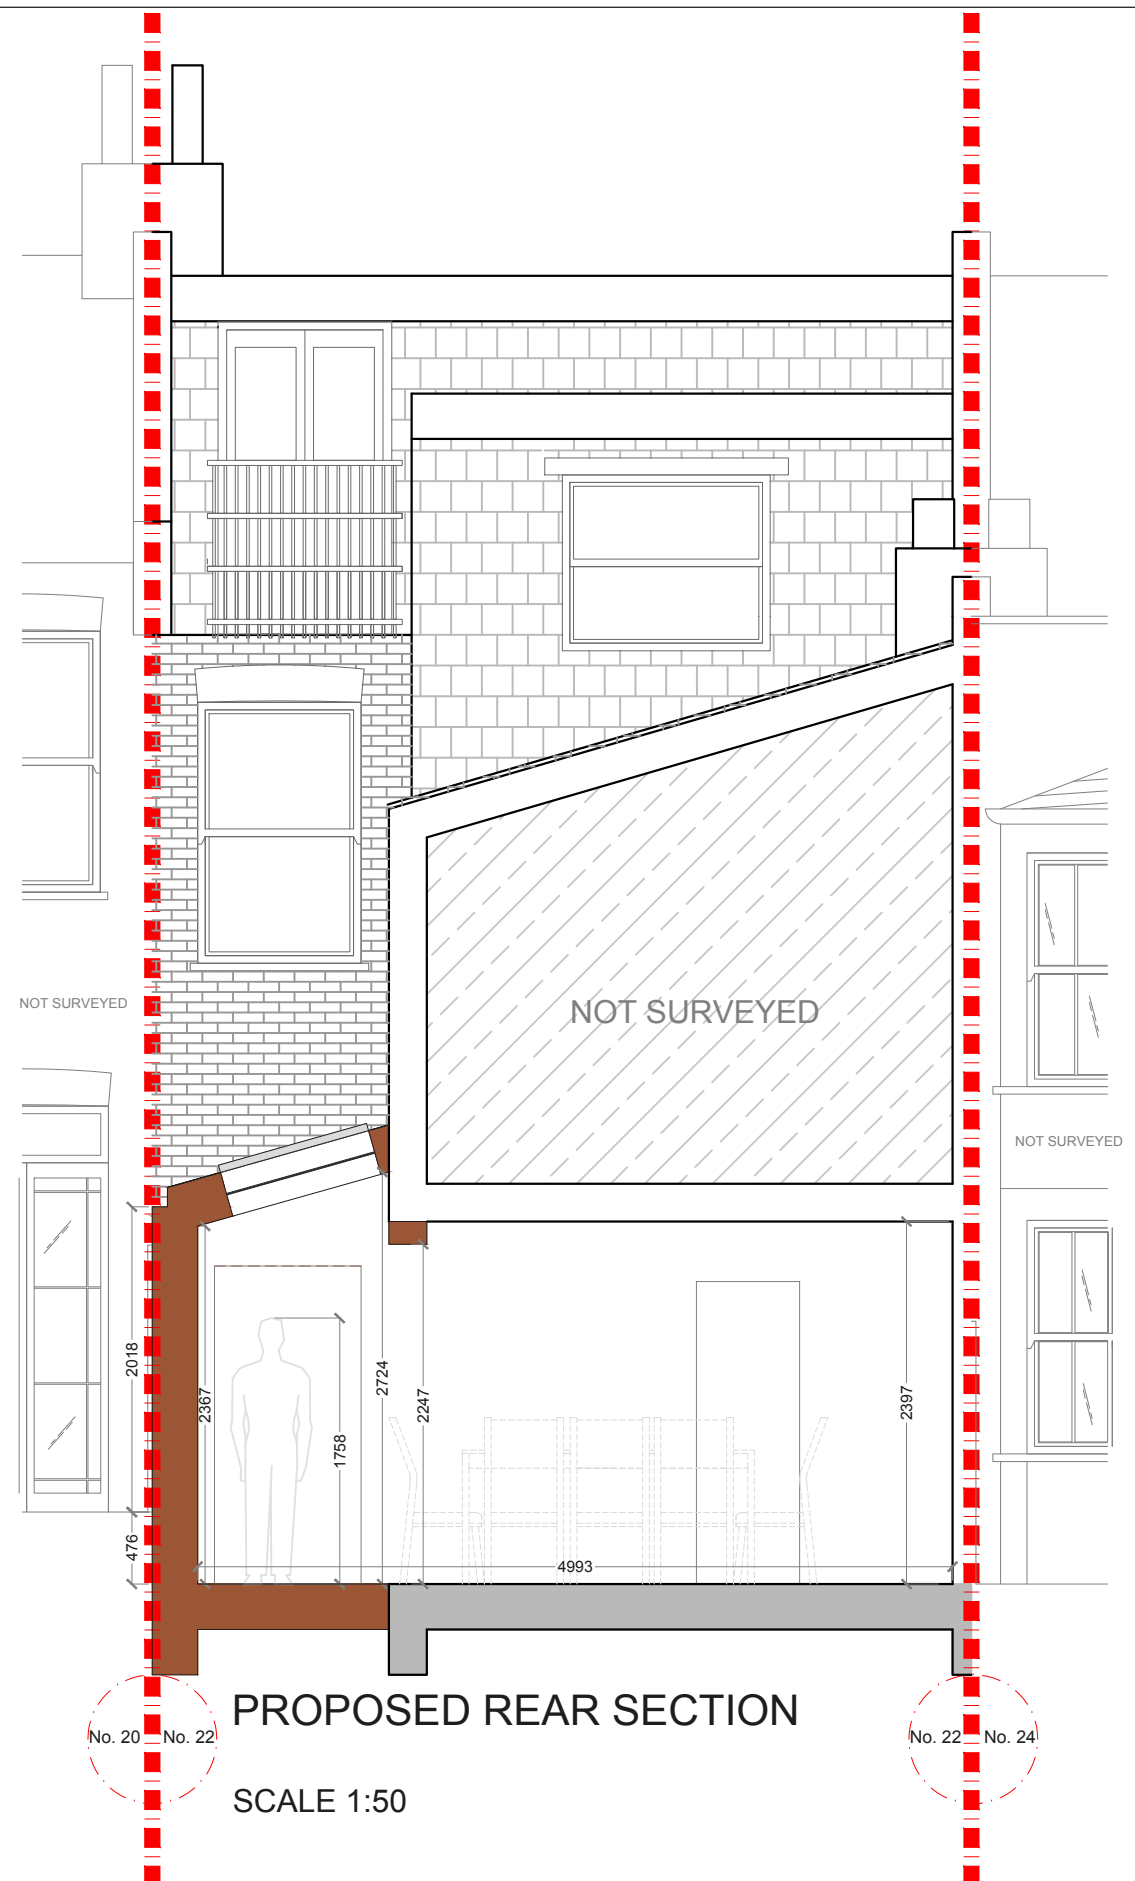 NOT SURVEYED
NOT SURVEYED
NOT SURVEYED
2018
2367
2724
1758
2247
2397
476
4993
PROPOSED REAR SECTION
No. 20
No. 22
No. 22
No. 24
SCALE 1:50